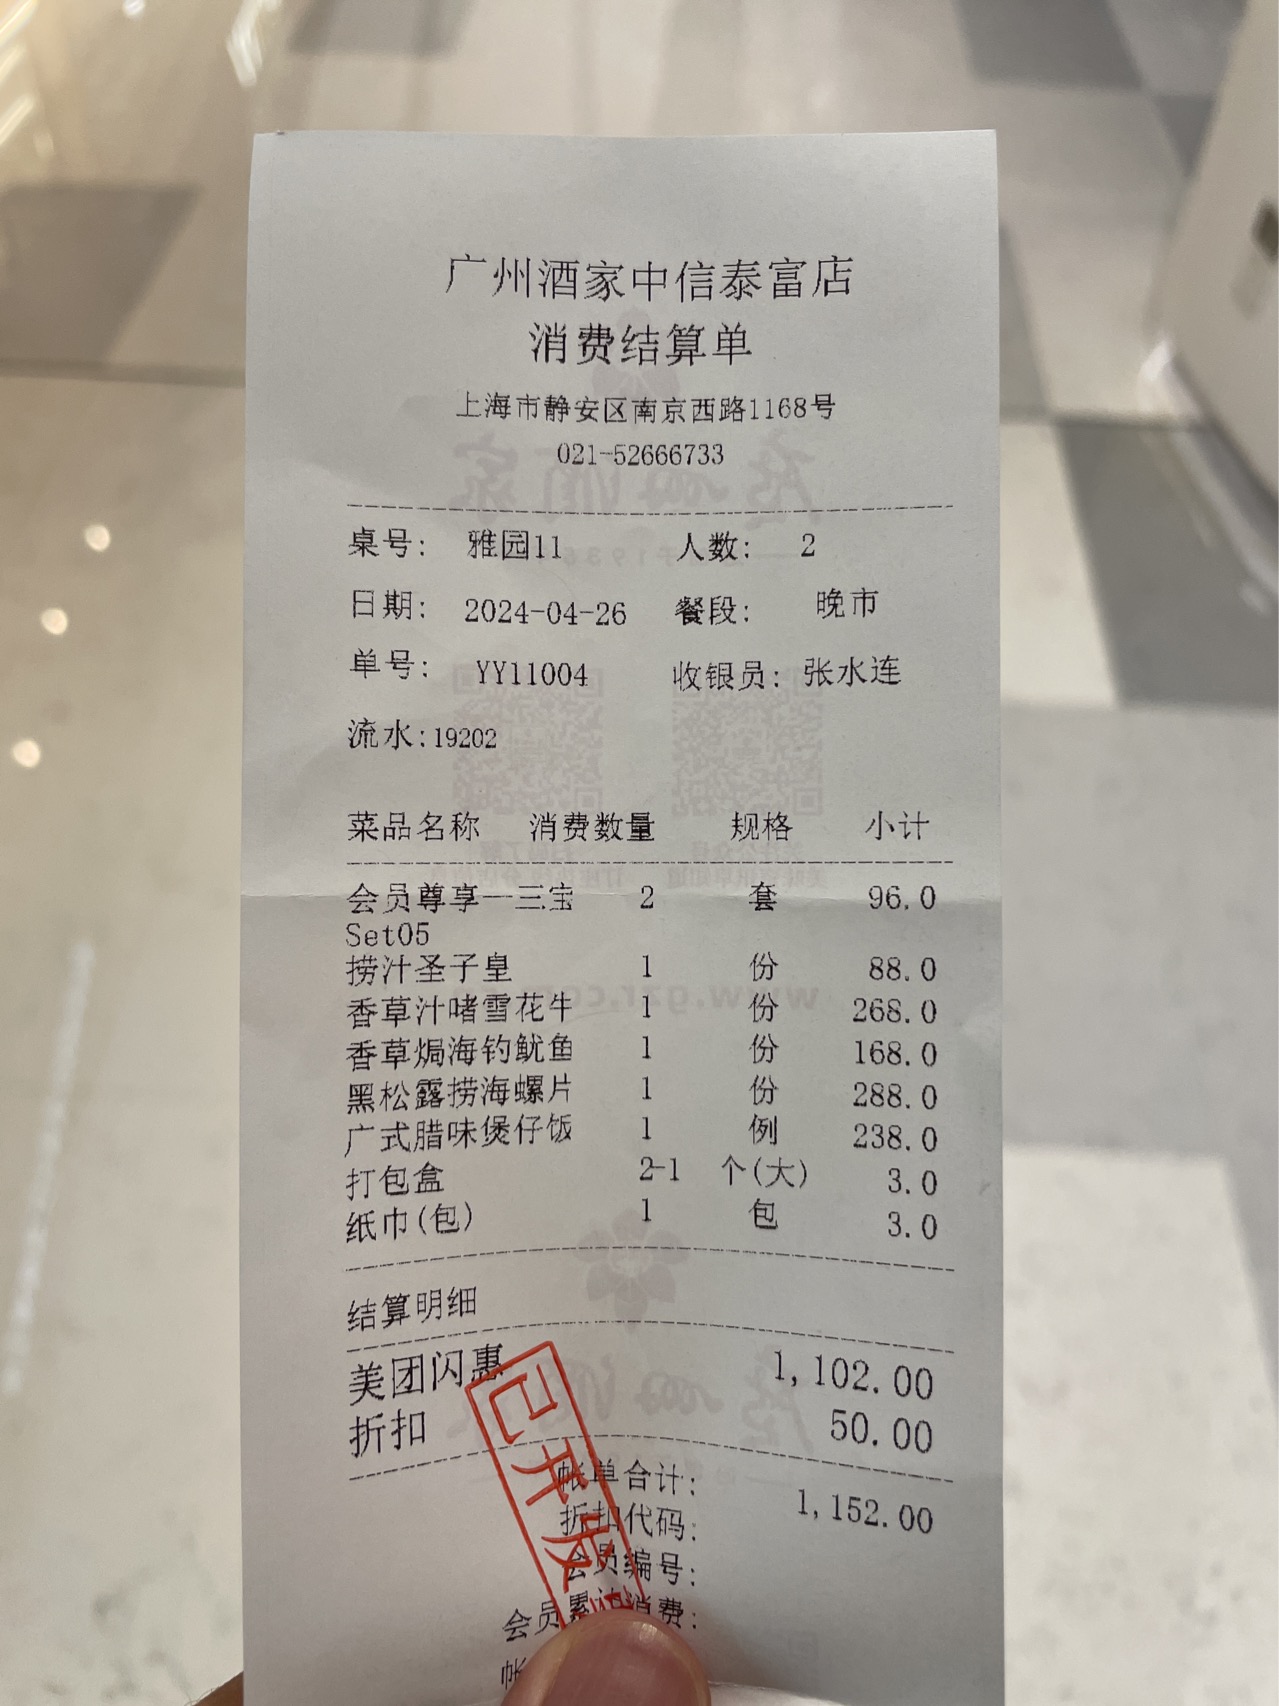 广州酒家中信泰富店
消费结算单
上海市静安区南京西路1168号
021-52666733
桌号: 雅园11 人数: 2
日期: 2024-04-26 餐段: 晚市
单号: YY11004 收银员: 张水连
流水:19202
菜品名称 消费数量 规格 小计
会员尊享一三宝 2 套 96.0
Set05
捞汁圣子皇 1 份 88.0
香草汁啫雪花牛 1 份 268.0
香草焗海钓鱿鱼 1 份 168.0
黑松露捞海螺片 1 份 288.0
广式腊味煲仔饭 1 例 238.0
打包盒 2-1 个(大) 3.0
纸巾(包) 1 包 3.0
结算明细
美团闪惠 1,102.00
折扣 50.00
已开发
帐单合计: 1,152.00
折扣代码:
会员编号:
会员累计消费:
帐